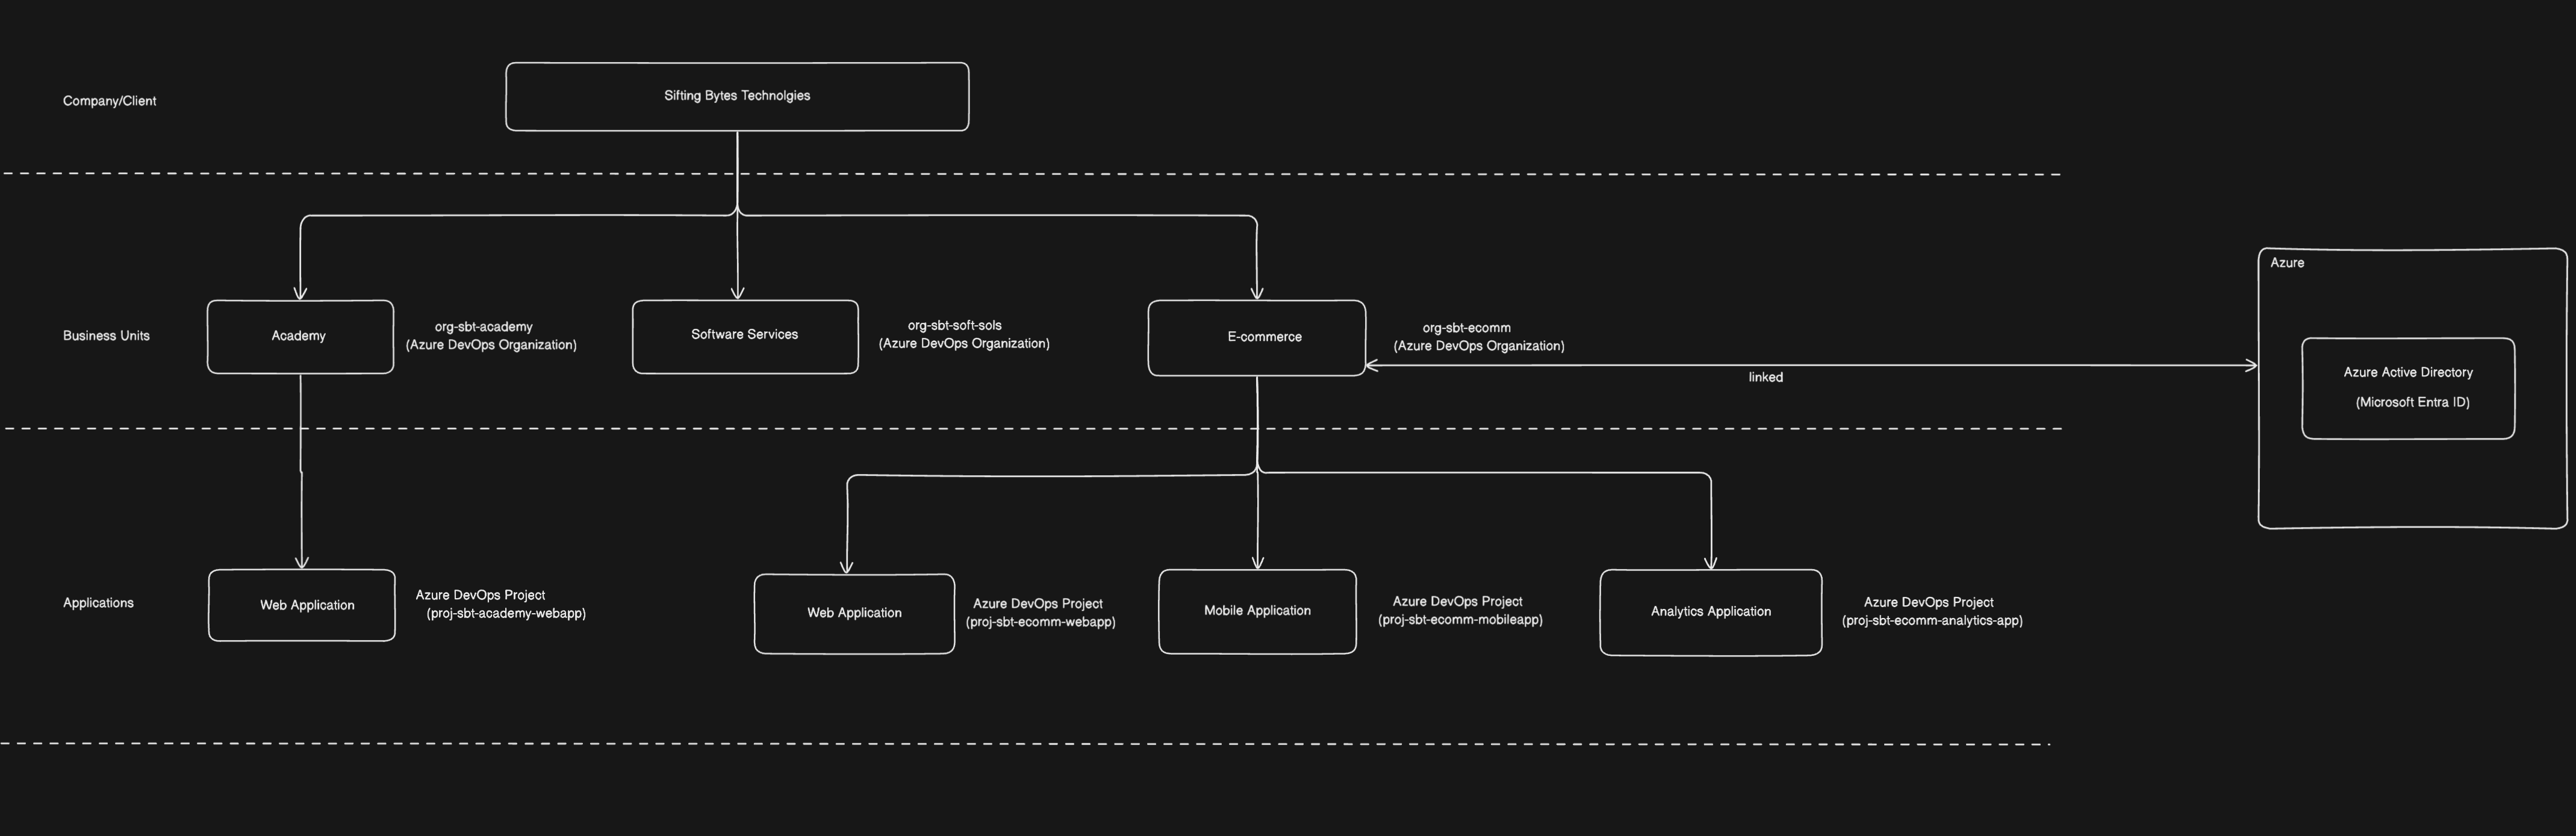 Company/Client
Sifting Bytes Technolgies
Business Units
Academy
org-sbt-academy
(Azure DevOps Organization)
Software Services
org-sbt-soft-sols
(Azure DevOps Organization)
E-commerce
org-sbt-ecomm
(Azure DevOps Organization)
linked
Azure
Azure Active Directory
(Microsoft Entra ID)
Applications
Web Application
Azure DevOps Project
(proj-sbt-academy-webapp)
Web Application
Azure DevOps Project
(proj-sbt-ecomm-webapp)
Mobile Application
Azure DevOps Project
(proj-sbt-ecomm-mobileapp)
Analytics Application
Azure DevOps Project
(proj-sbt-ecomm-analytics-app)